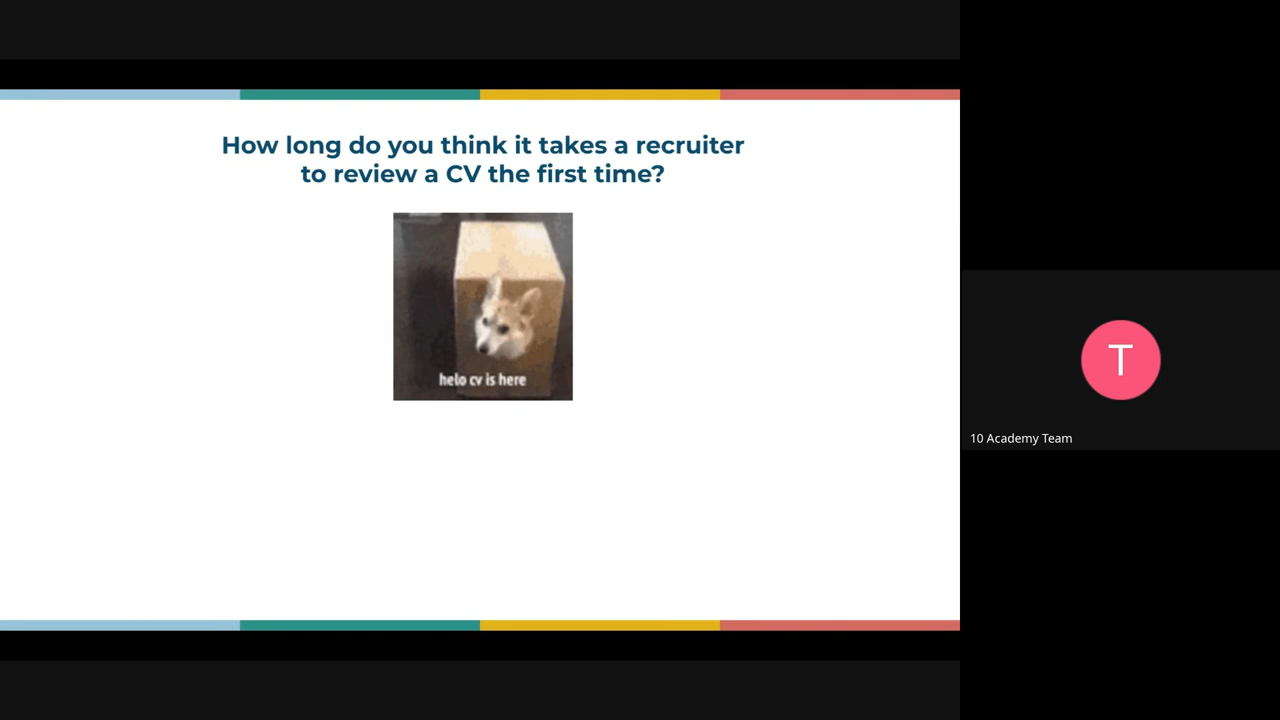 How long do you think it takes a recruiter
to review a CV the first time?
helo cv is here
T
10 Academy Team